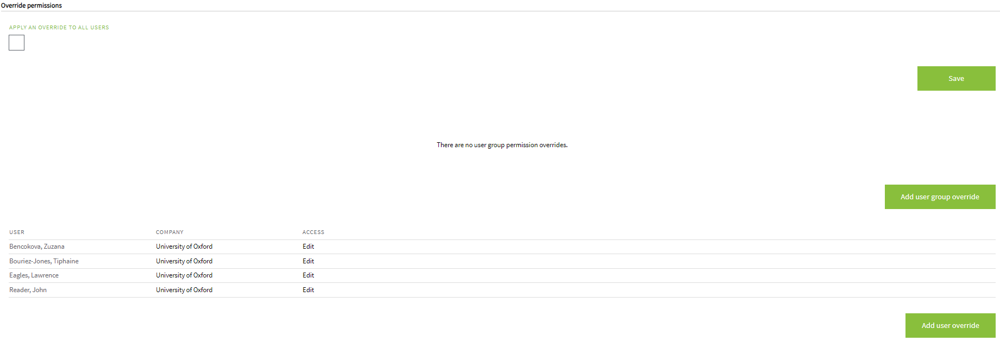 Override permissions
APPLY AN OVERRIDE TO ALL USERS
Save
There are no user group permission overrides.
Add user group override
USER COMPANY ACCESS
Bencokova, Zuzana University of Oxford Edit
Bouriez-Jones, Tiphaine University of Oxford Edit
Eagles, Lawrence University of Oxford Edit
Reader, John University of Oxford Edit
Add user override